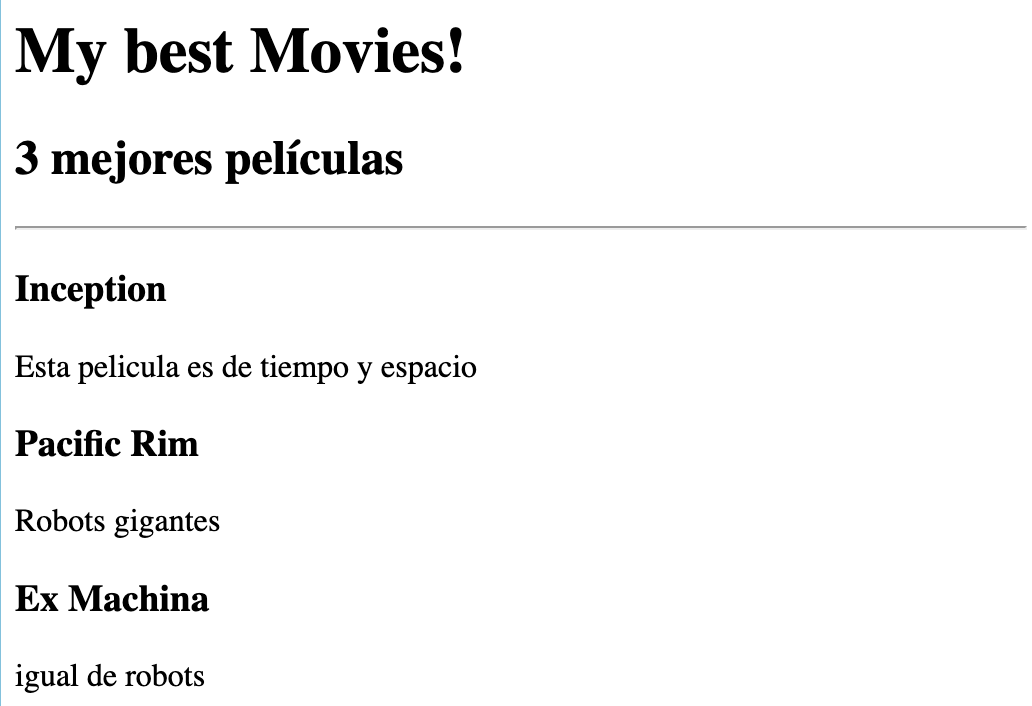 My best Movies!
3 mejores películas
Inception
Esta pelicula es de tiempo y espacio
Pacific Rim
Robots gigantes
Ex Machina
igual de robots